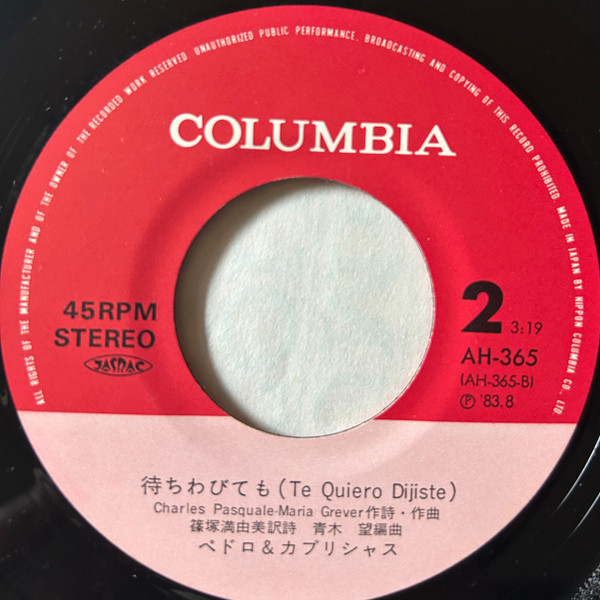 ALL RIGHTS OF THE MANUFACTURER AND OF THE OWNER OF THE RECORDED WORK RESERVED. UNAUTHORIZED PUBLIC PERFORMANCE. BROADCASTING AND COPYING OF THIS RECORD PROHIBITED. MADE IN JAPAN BY NIPPON COLUMBIA CO., LTD
COLUMBIA
45RPM
STEREO
JASRAC
2 3:19
AH-365
(AH-365-B)
Ⓟ '83.8
待ちわびても(Te Quiero Dijiste)
Charles Pasquale-Maria Grever作詩・作曲
篠塚満由美訳詩 青木 望編曲
ペドロ&カプリシャス